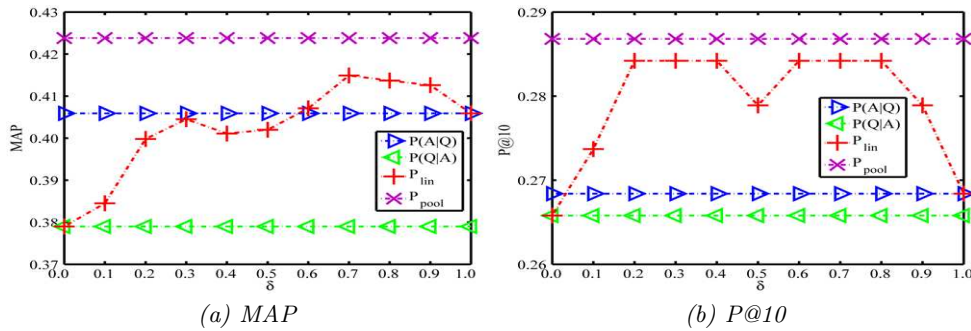 0.43
0.42
0.41
0.40
0.39
0.38
0.37
MAP
P(A|Q)
P(Q|A)
P_lin
P_pool
0.0 0.1 0.2 0.3 0.4 0.5 0.6 0.7 0.8 0.9 1.0
δ
(a) MAP
0.29
0.28
0.27
0.26
P@10
P(A|Q)
P(Q|A)
P_lin
P_pool
0.0 0.1 0.2 0.3 0.4 0.5 0.6 0.7 0.8 0.9 1.0
δ
(b) P@10